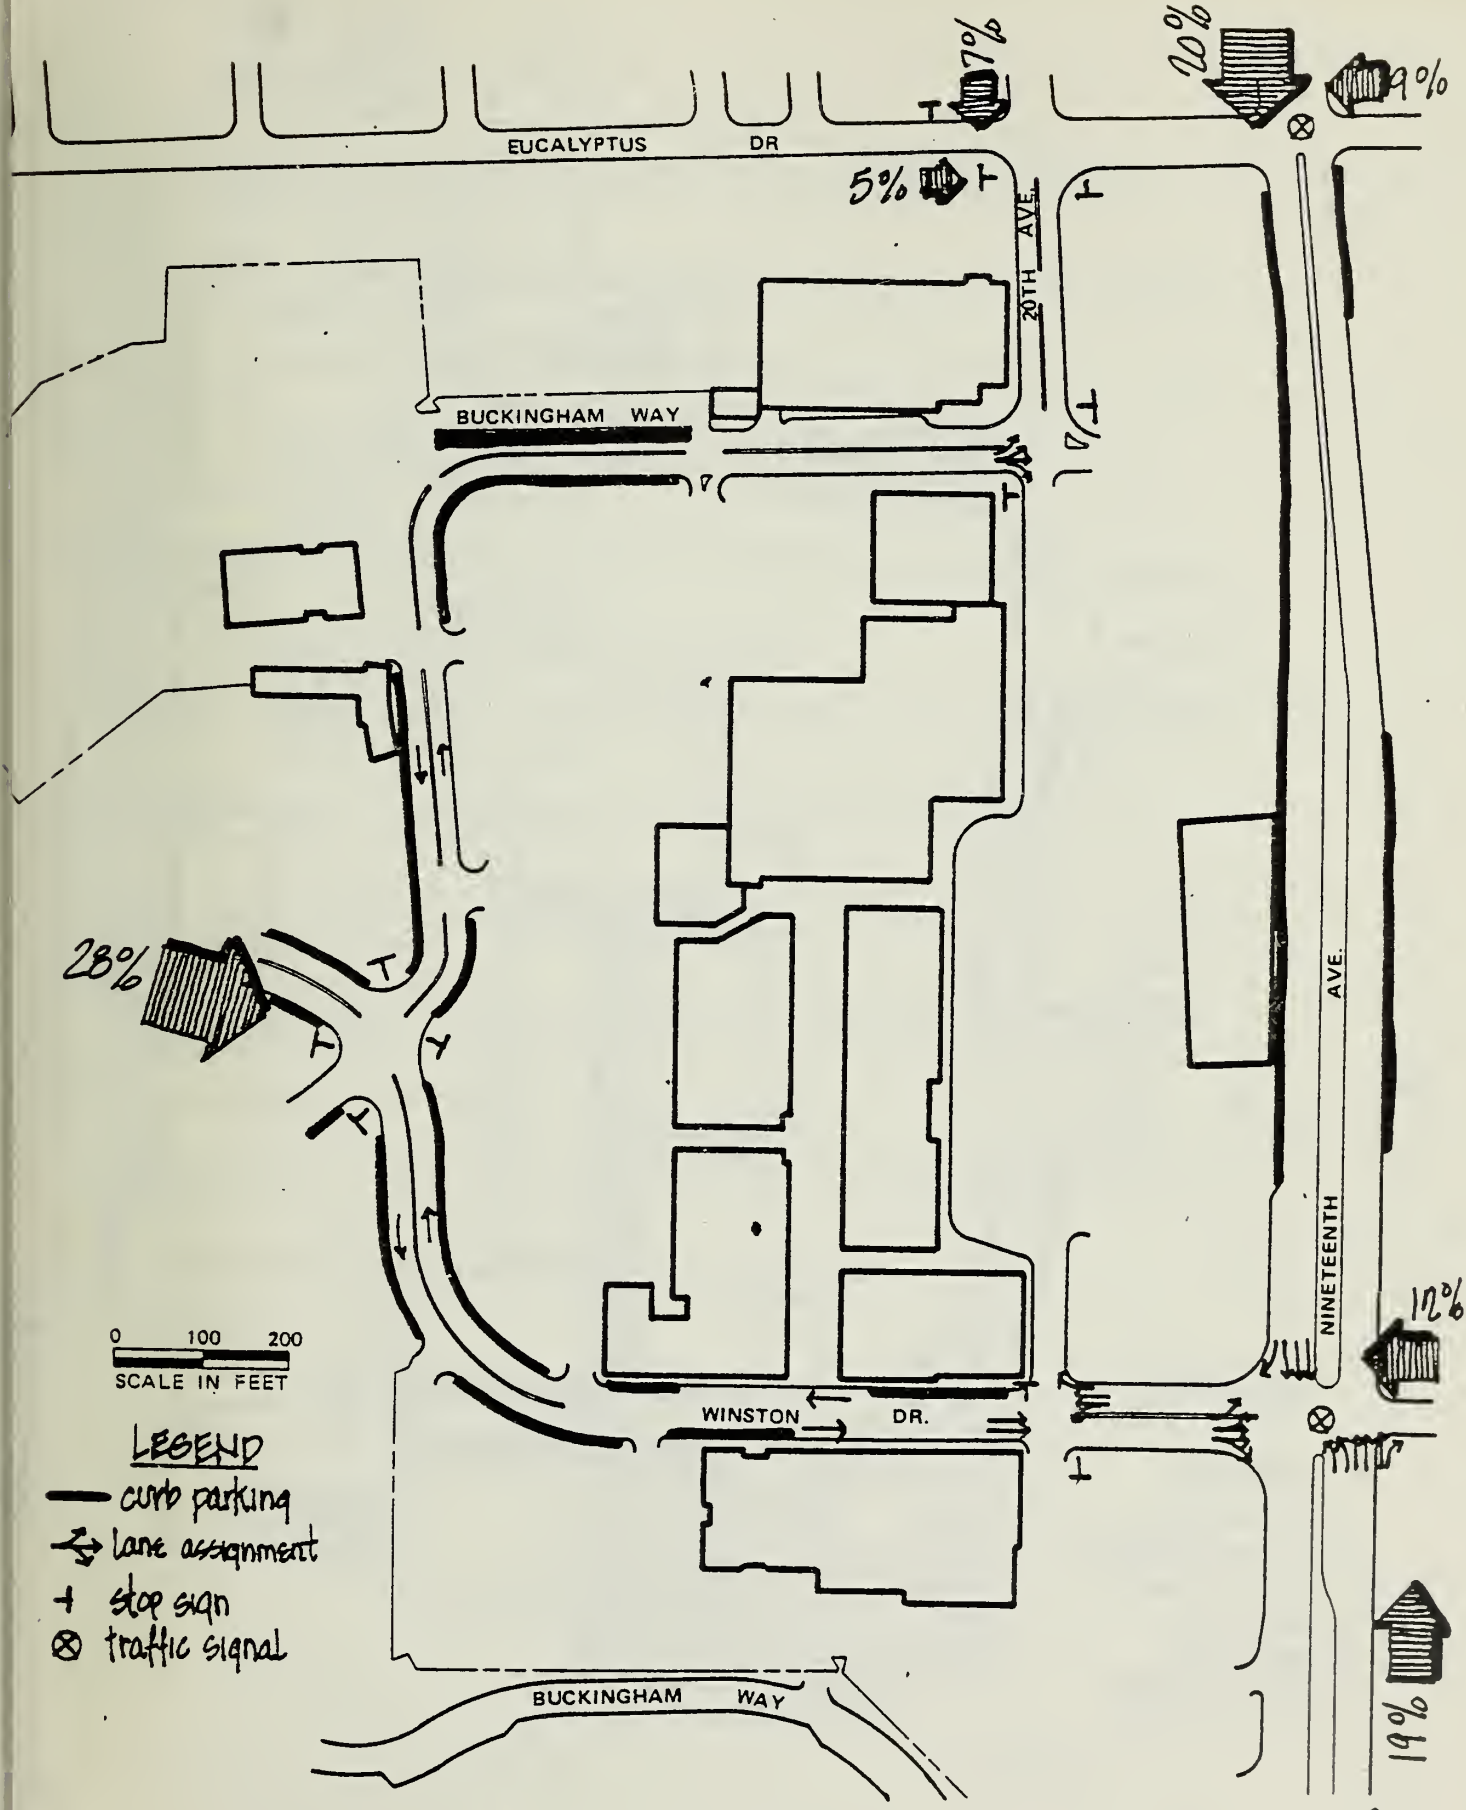 7%
20%
9%
EUCALYPTUS DR
5%
20TH AVE.
BUCKINGHAM WAY
28%
NINETEENTH AVE.
12%
0 100 200
SCALE IN FEET
WINSTON DR.
LEGEND
curb parking
lane assignment
stop sign
traffic signal
BUCKINGHAM WAY
19%